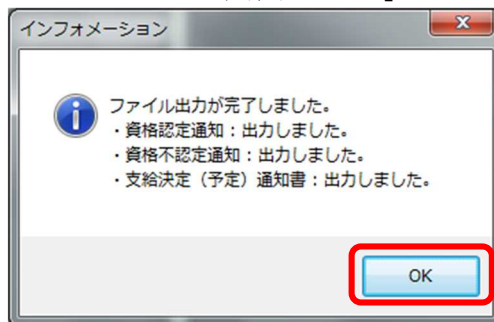 インフォメーション
ファイル出力が完了しました。
・資格認定通知：出力しました。
・資格不認定通知：出力しました。
・支給決定（予定）通知書：出力しました。
OK